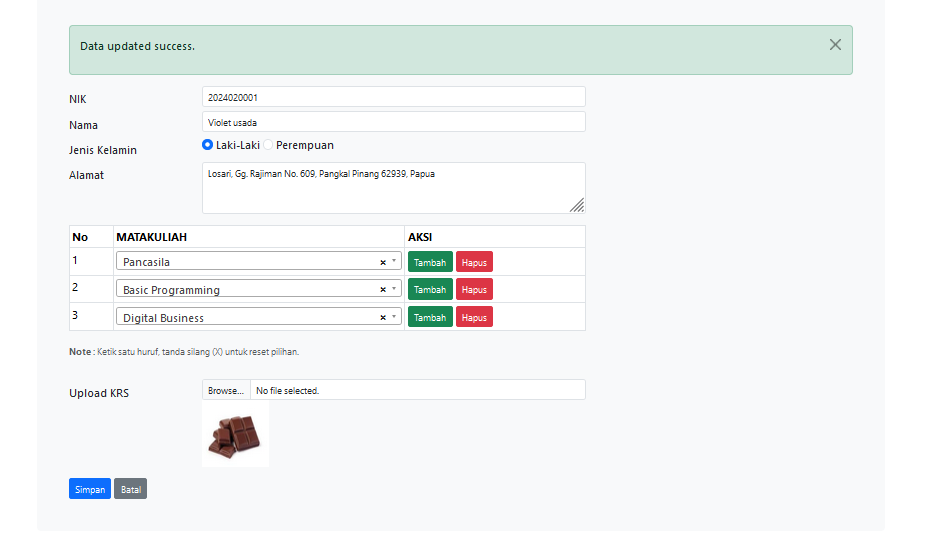 Data updated success.
NIK 2024020001
Nama Violet usada
Jenis Kelamin Laki-Laki Perempuan
Alamat Losari, Gg. Rajiman No. 609, Pangkal Pinang 62939, Papua
No MATAKULIAH AKSI
1 Pancasila × Tambah Hapus
2 Basic Programming × Tambah Hapus
3 Digital Business × Tambah Hapus
Note : Ketik satu huruf, tanda silang (X) untuk reset pilihan.
Upload KRS Browse... No file selected.
Simpan Batal